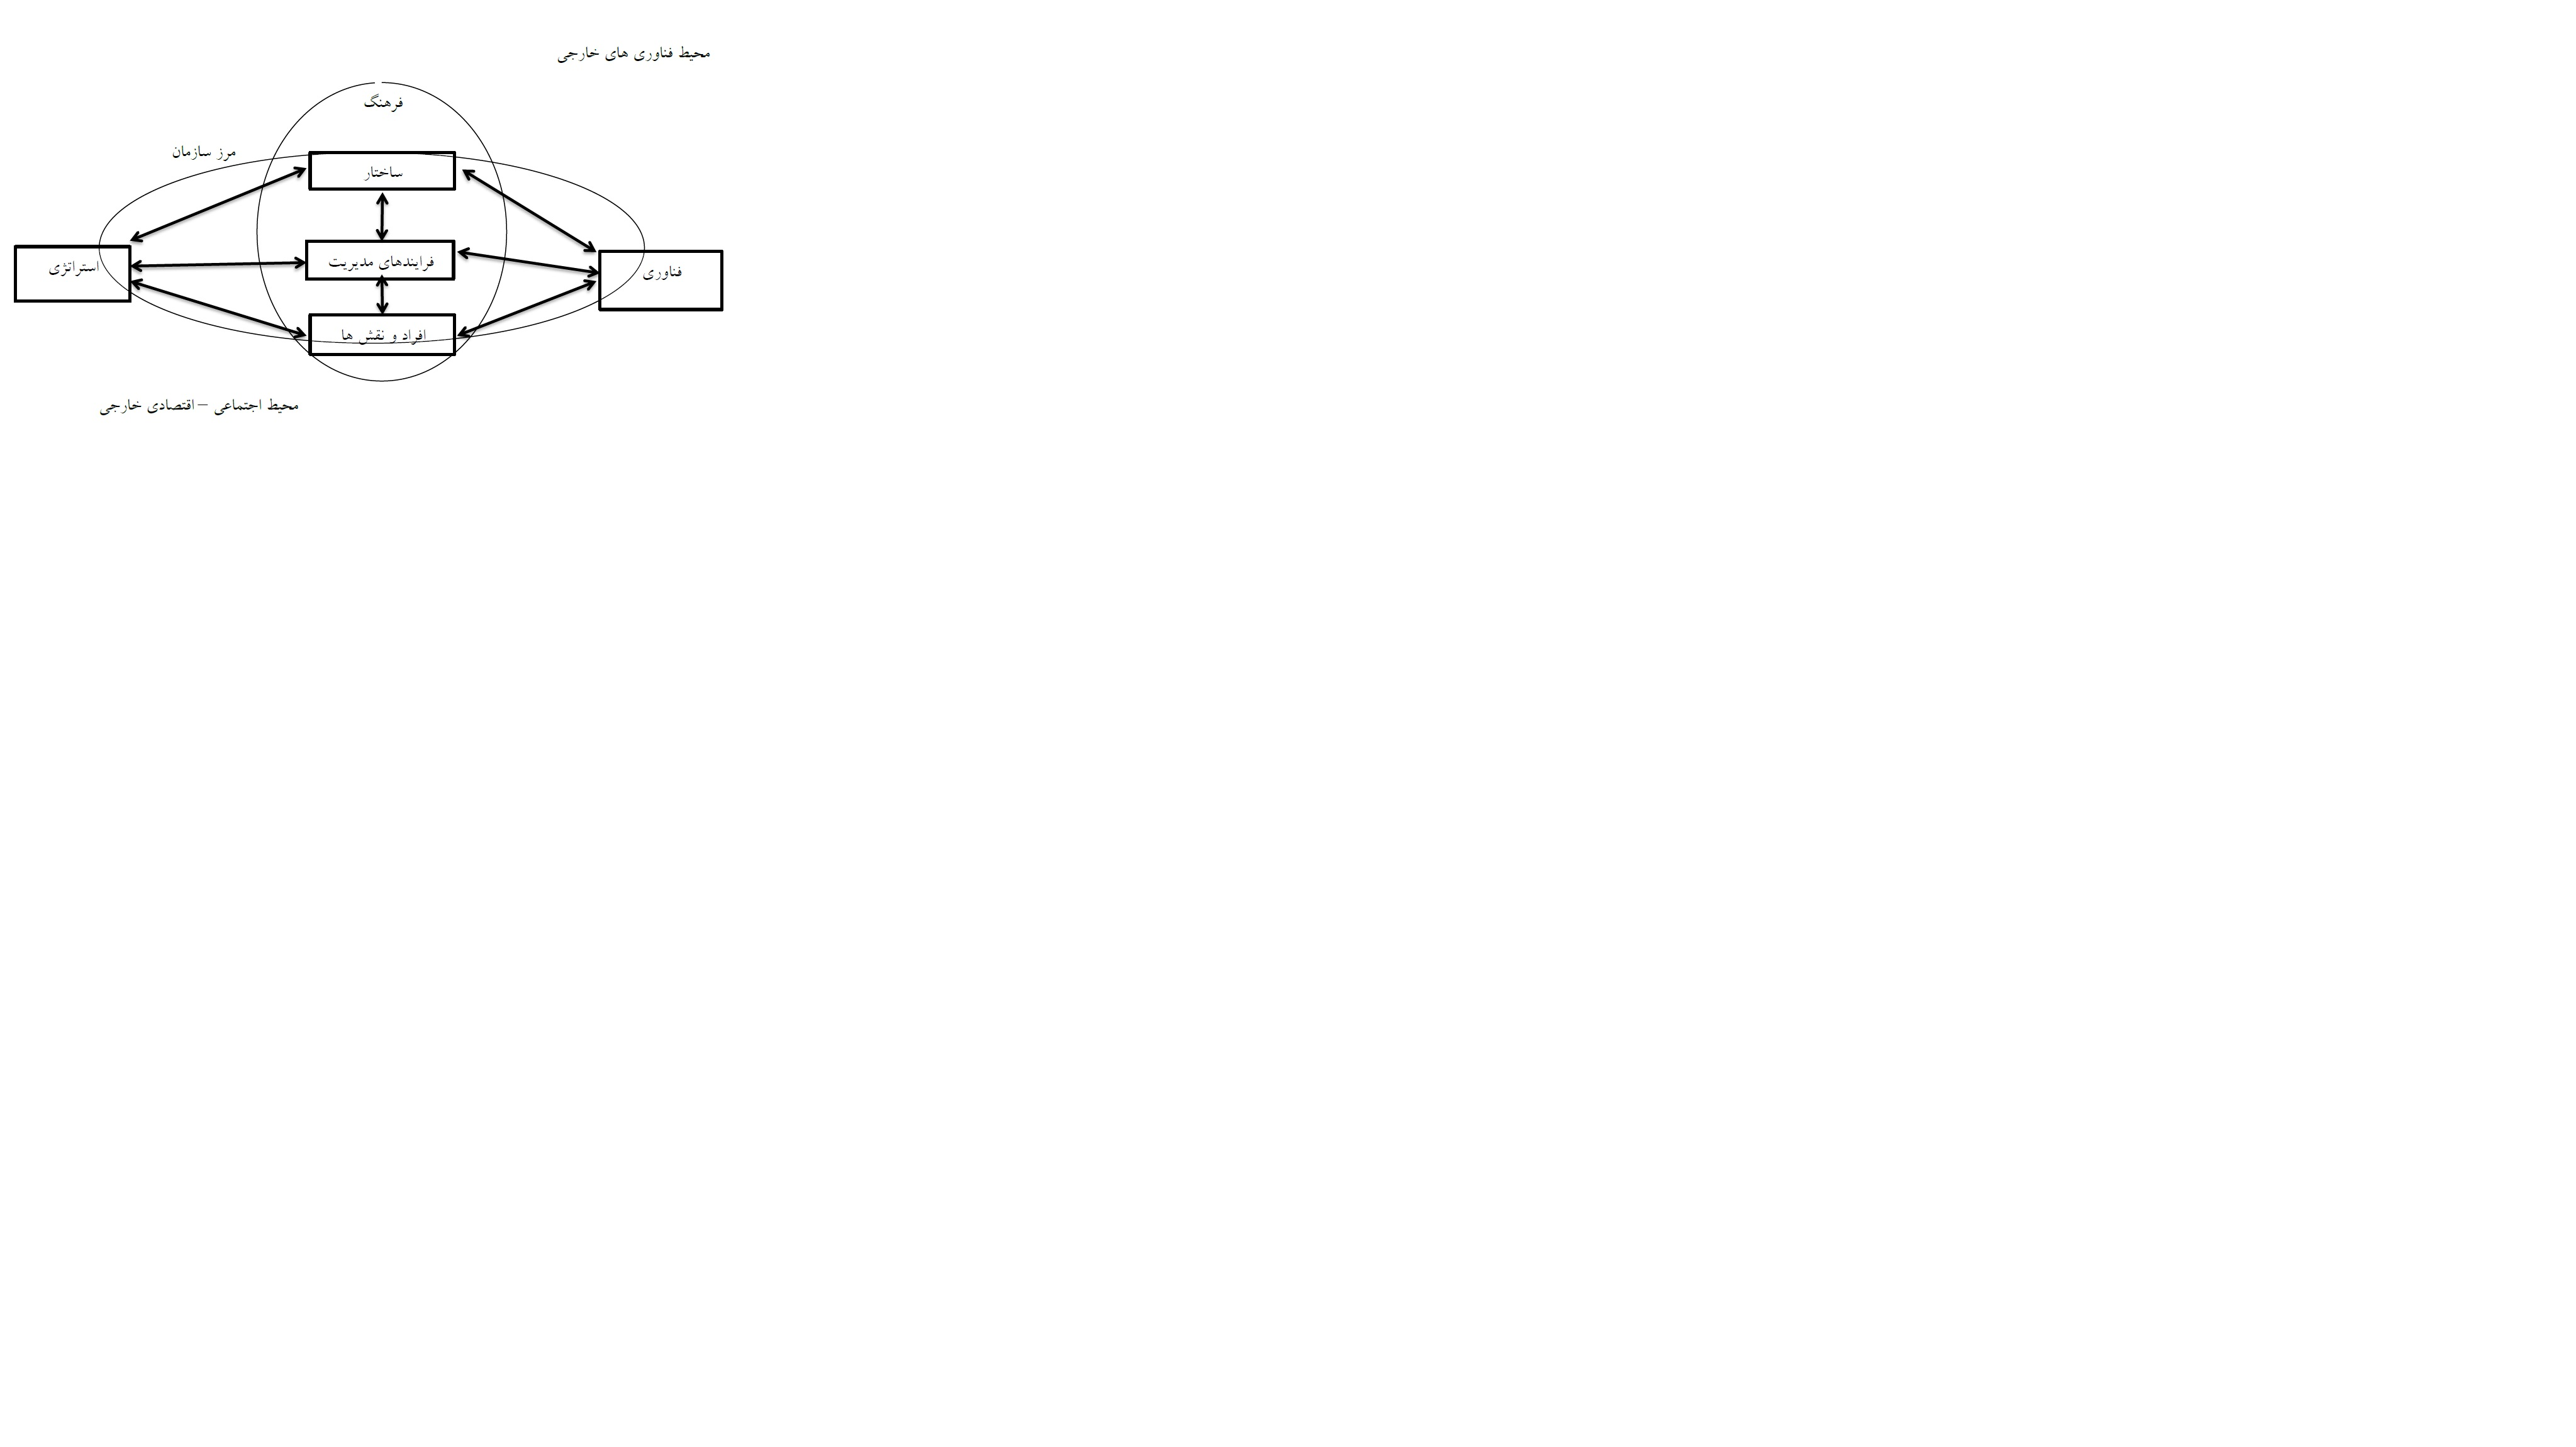 محیط فناوری های خارجی
فرهنگ
مرز سازمان
ساختار
استراتژی
فرایندهای مدیریت
فناوری
افراد و نقش ها
محیط اجتماعی – اقتصادی خارجی